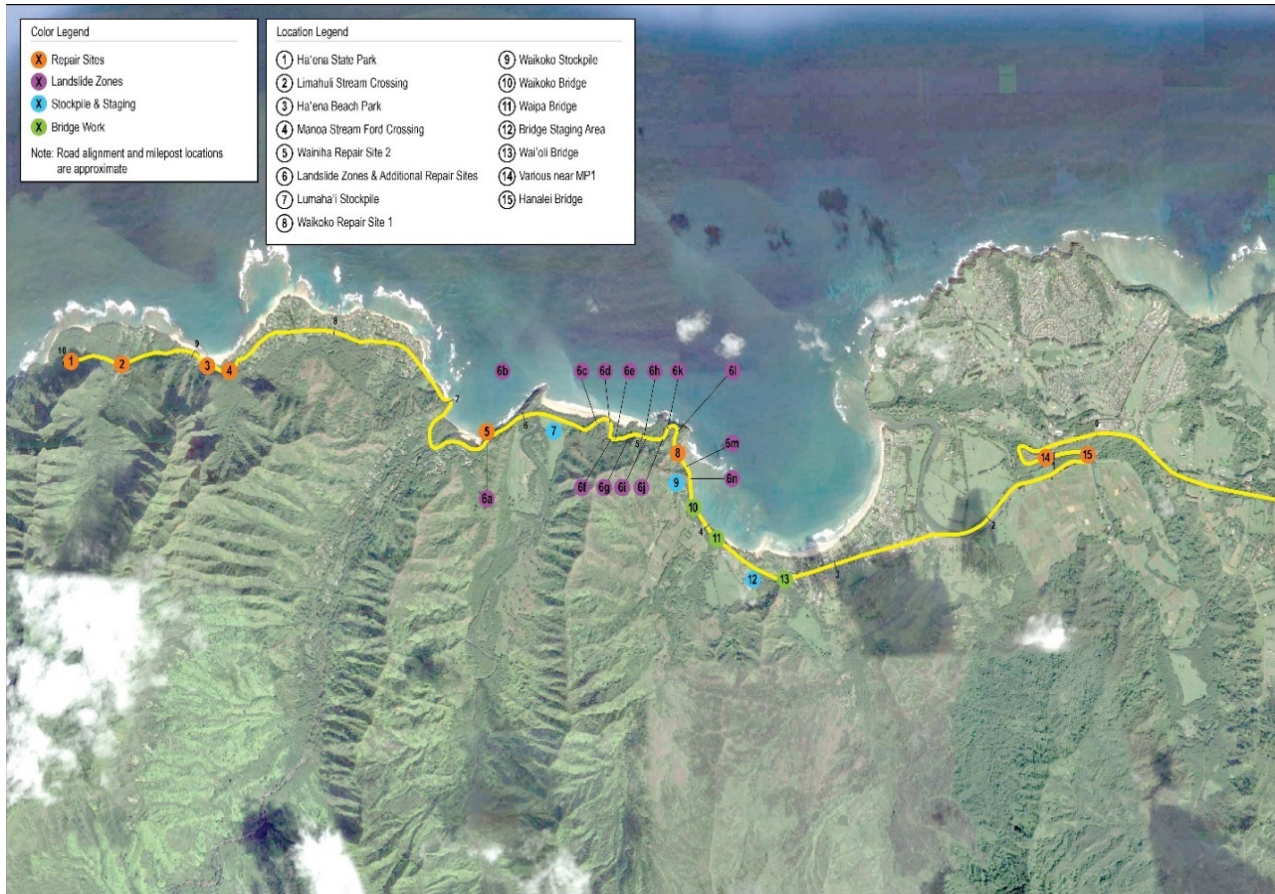 Color Legend
X Repair Sites
X Landslide Zones
X Stockpile & Staging
X Bridge Work
Note: Road alignment and milepost locations
are approximate
Location Legend
1 Ha'ena State Park
2 Limahuli Stream Crossing
3 Ha'ena Beach Park
4 Manoa Stream Ford Crossing
5 Wainiha Repair Site 2
6 Landslide Zones & Additional Repair Sites
7 Lumaha'i Stockpile
8 Waikoko Repair Site 1
9 Waikoko Stockpile
10 Waikoko Bridge
11 Waipa Bridge
12 Bridge Staging Area
13 Wai'oli Bridge
14 Various near MP1
15 Hanalei Bridge
8
9
10 1 2 3 4
6b 6c 6d 6e 6h 6k 6l
7
6
5 7
5
8
6m
6a 6f 6g 6i 6j 9 6n
10
4 11
12 13
3
2
0
14 1 15